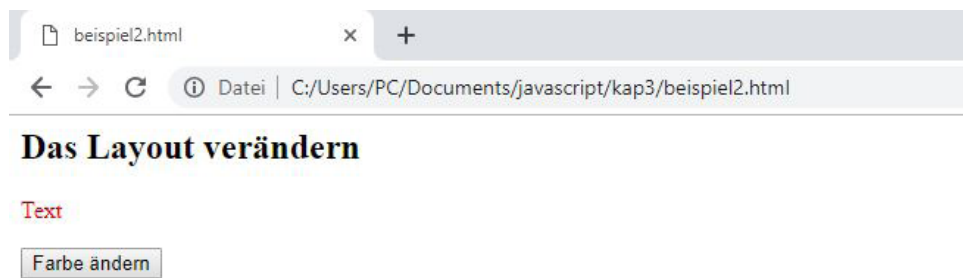 beispiel2.html
Datei | C:/Users/PC/Documents/javascript/kap3/beispiel2.html
Das Layout verändern
Text
Farbe ändern